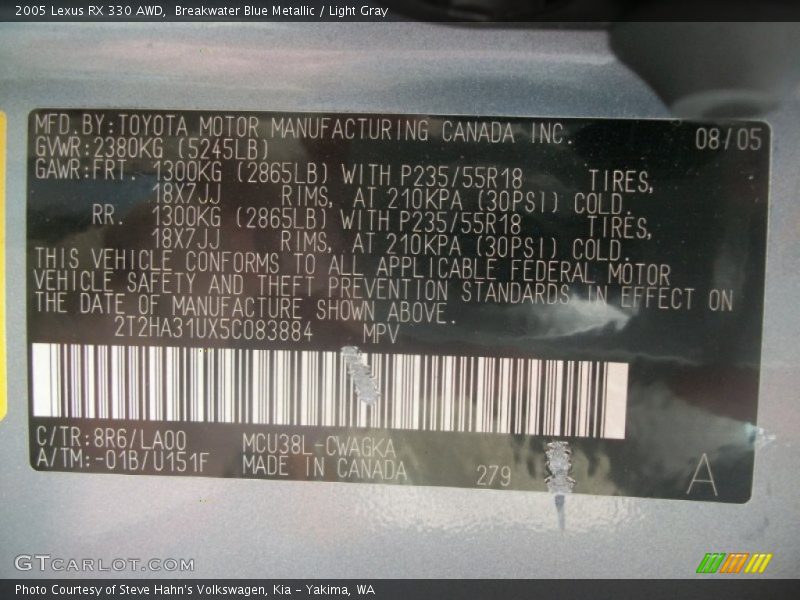 2005 Lexus RX 330 AWD, Breakwater Blue Metallic / Light Gray
MFD.BY:TOYOTA MOTOR MANUFACTURING CANADA INC. 08/05
GVWR:2380KG (5245LB)
GAWR:FRT. 1300KG (2865LB) WITH P235/55R18 TIRES,
18X7JJ RIMS, AT 210KPA (30PSI) COLD.
RR. 1300KG (2865LB) WITH P235/55R18 TIRES,
18X7JJ RIMS, AT 210KPA (30PSI) COLD.
THIS VEHICLE CONFORMS TO ALL APPLICABLE FEDERAL MOTOR
VEHICLE SAFETY AND THEFT PREVENTION STANDARDS IN EFFECT ON
THE DATE OF MANUFACTURE SHOWN ABOVE.
2T2HA31UX5C083884 MPV
C/TR:8R6/LA00 MCU38L-CWAGKA
A/TM:-01B/U151F MADE IN CANADA 279 A
GTCARLOT.COM
Photo Courtesy of Steve Hahn's Volkswagen, Kia - Yakima, WA